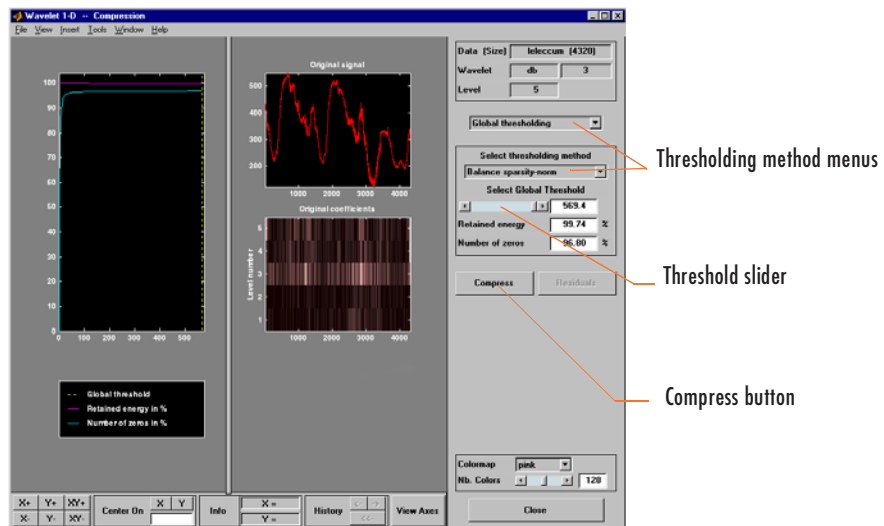 Wavelet 1-D -- Compression
File View Insert Tools Window Help
100
90
80
70
60
50
40
30
20
10
0
0 100 200 300 400 500
Global threshold
Retained energy in %
Number of zeros in %
Original signal
500
400
300
200
1000 2000 3000 4000
Original coefficients
Level number
5
4
3
2
1
1000 2000 3000 4000
Data (Size) leleccum (4320)
Wavelet db 3
Level 5
Global thresholding
Select thresholding method
Balance sparsity-norm
Select Global Threshold
569.4
Retained energy 99.74 %
Number of zeros 96.80 %
Compress Residuals
Colormap pink
Nb. Colors 128
Close
Thresholding method menus
Threshold slider
Compress button
X+ Y+ XY+
X- Y- XY-
Center On X Y
Info X =
Y =
History <- ->
<<-
View Axes